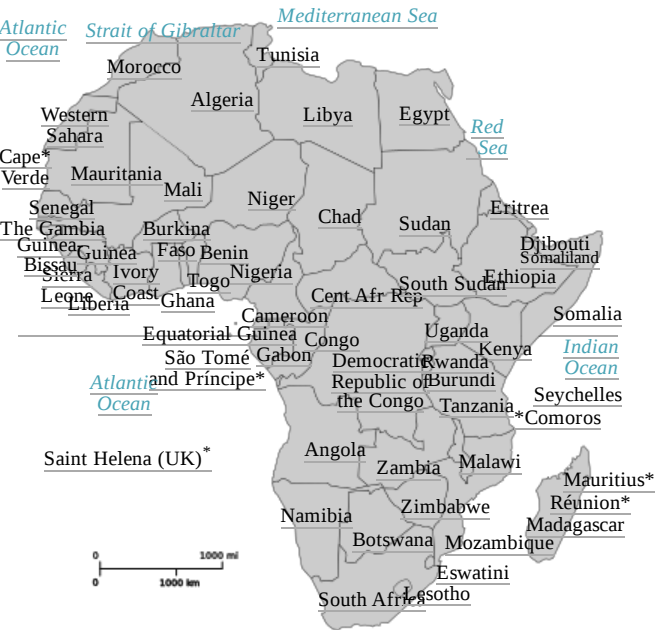 Mediterranean Sea
Atlantic
Ocean
Strait of Gibraltar
Tunisia
Morocco
Algeria
Libya
Egypt
Western
Sahara
Red
Sea
Cape*
Verde
Mauritania
Mali
Niger
Chad
Sudan
Eritrea
Senegal
The Gambia
Guinea
Bissau
Guinea
Burkina
Faso
Benin
Djibouti
Somaliland
Sierra
Leone
Ivory
Coast
Togo
Nigeria
South Sudan
Ethiopia
Liberia
Ghana
Cent Afr Rep
Cameroon
Somalia
Equatorial Guinea
Congo
Uganda
Kenya
Indian
Ocean
São Tomé
and Príncipe*
Gabon
Democratic
Republic of
the Congo
Rwanda
Burundi
Atlantic
Ocean
Tanzania
Seychelles
*Comoros
Saint Helena (UK)*
Angola
Zambia
Malawi
Mauritius*
Réunion*
Madagascar
Namibia
Zimbabwe
Botswana
Mozambique
0 1000 mi
0 1000 km
Eswatini
South Africa
Lesotho